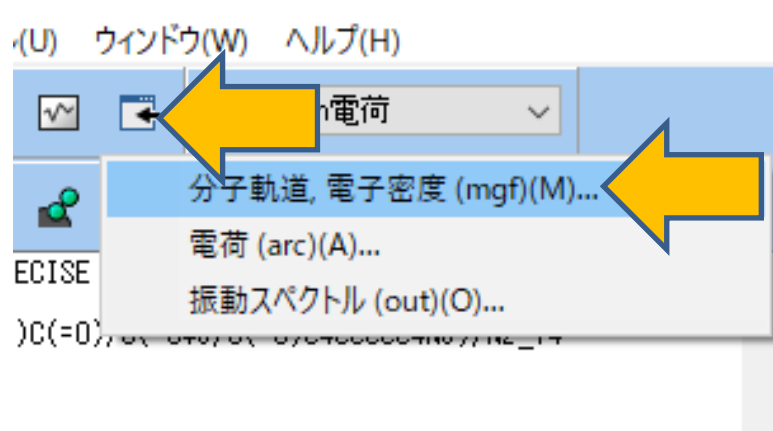 (U) ウィンドウ(W) ヘルプ(H)
電荷
分子軌道, 電子密度 (mgf)(M)...
電荷 (arc)(A)...
ECISE
振動スペクトル (out)(O)...
)C(=O)